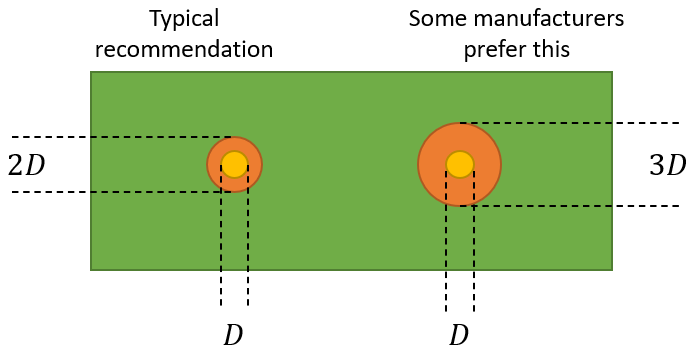 Typical
recommendation
Some manufacturers
prefer this
2D
3D
D
D